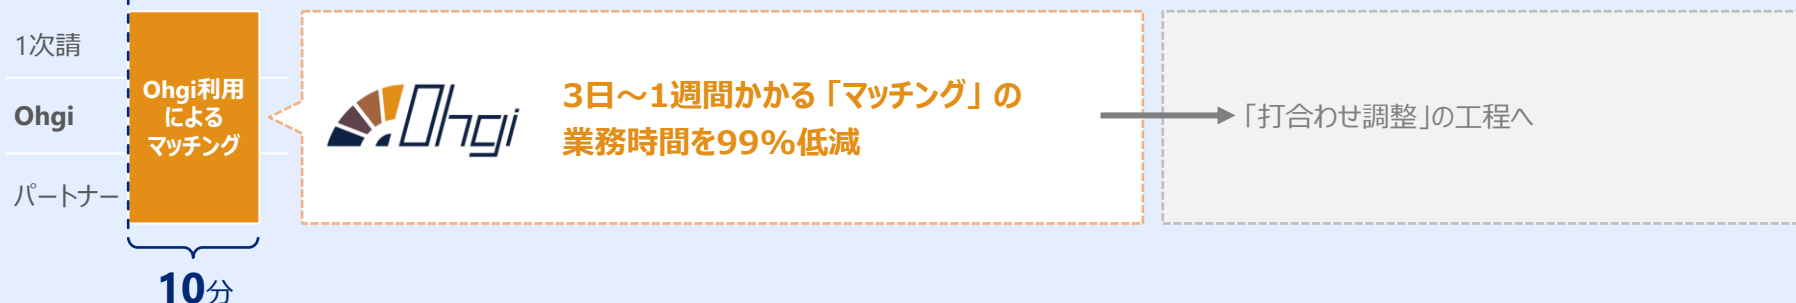 1次請
Ohgi
パートナー
Ohgi利用
による
マッチング
10分
Ohgi
3日～1週間かかる「マッチング」の
業務時間を99%低減
「打合わせ調整」の工程へ